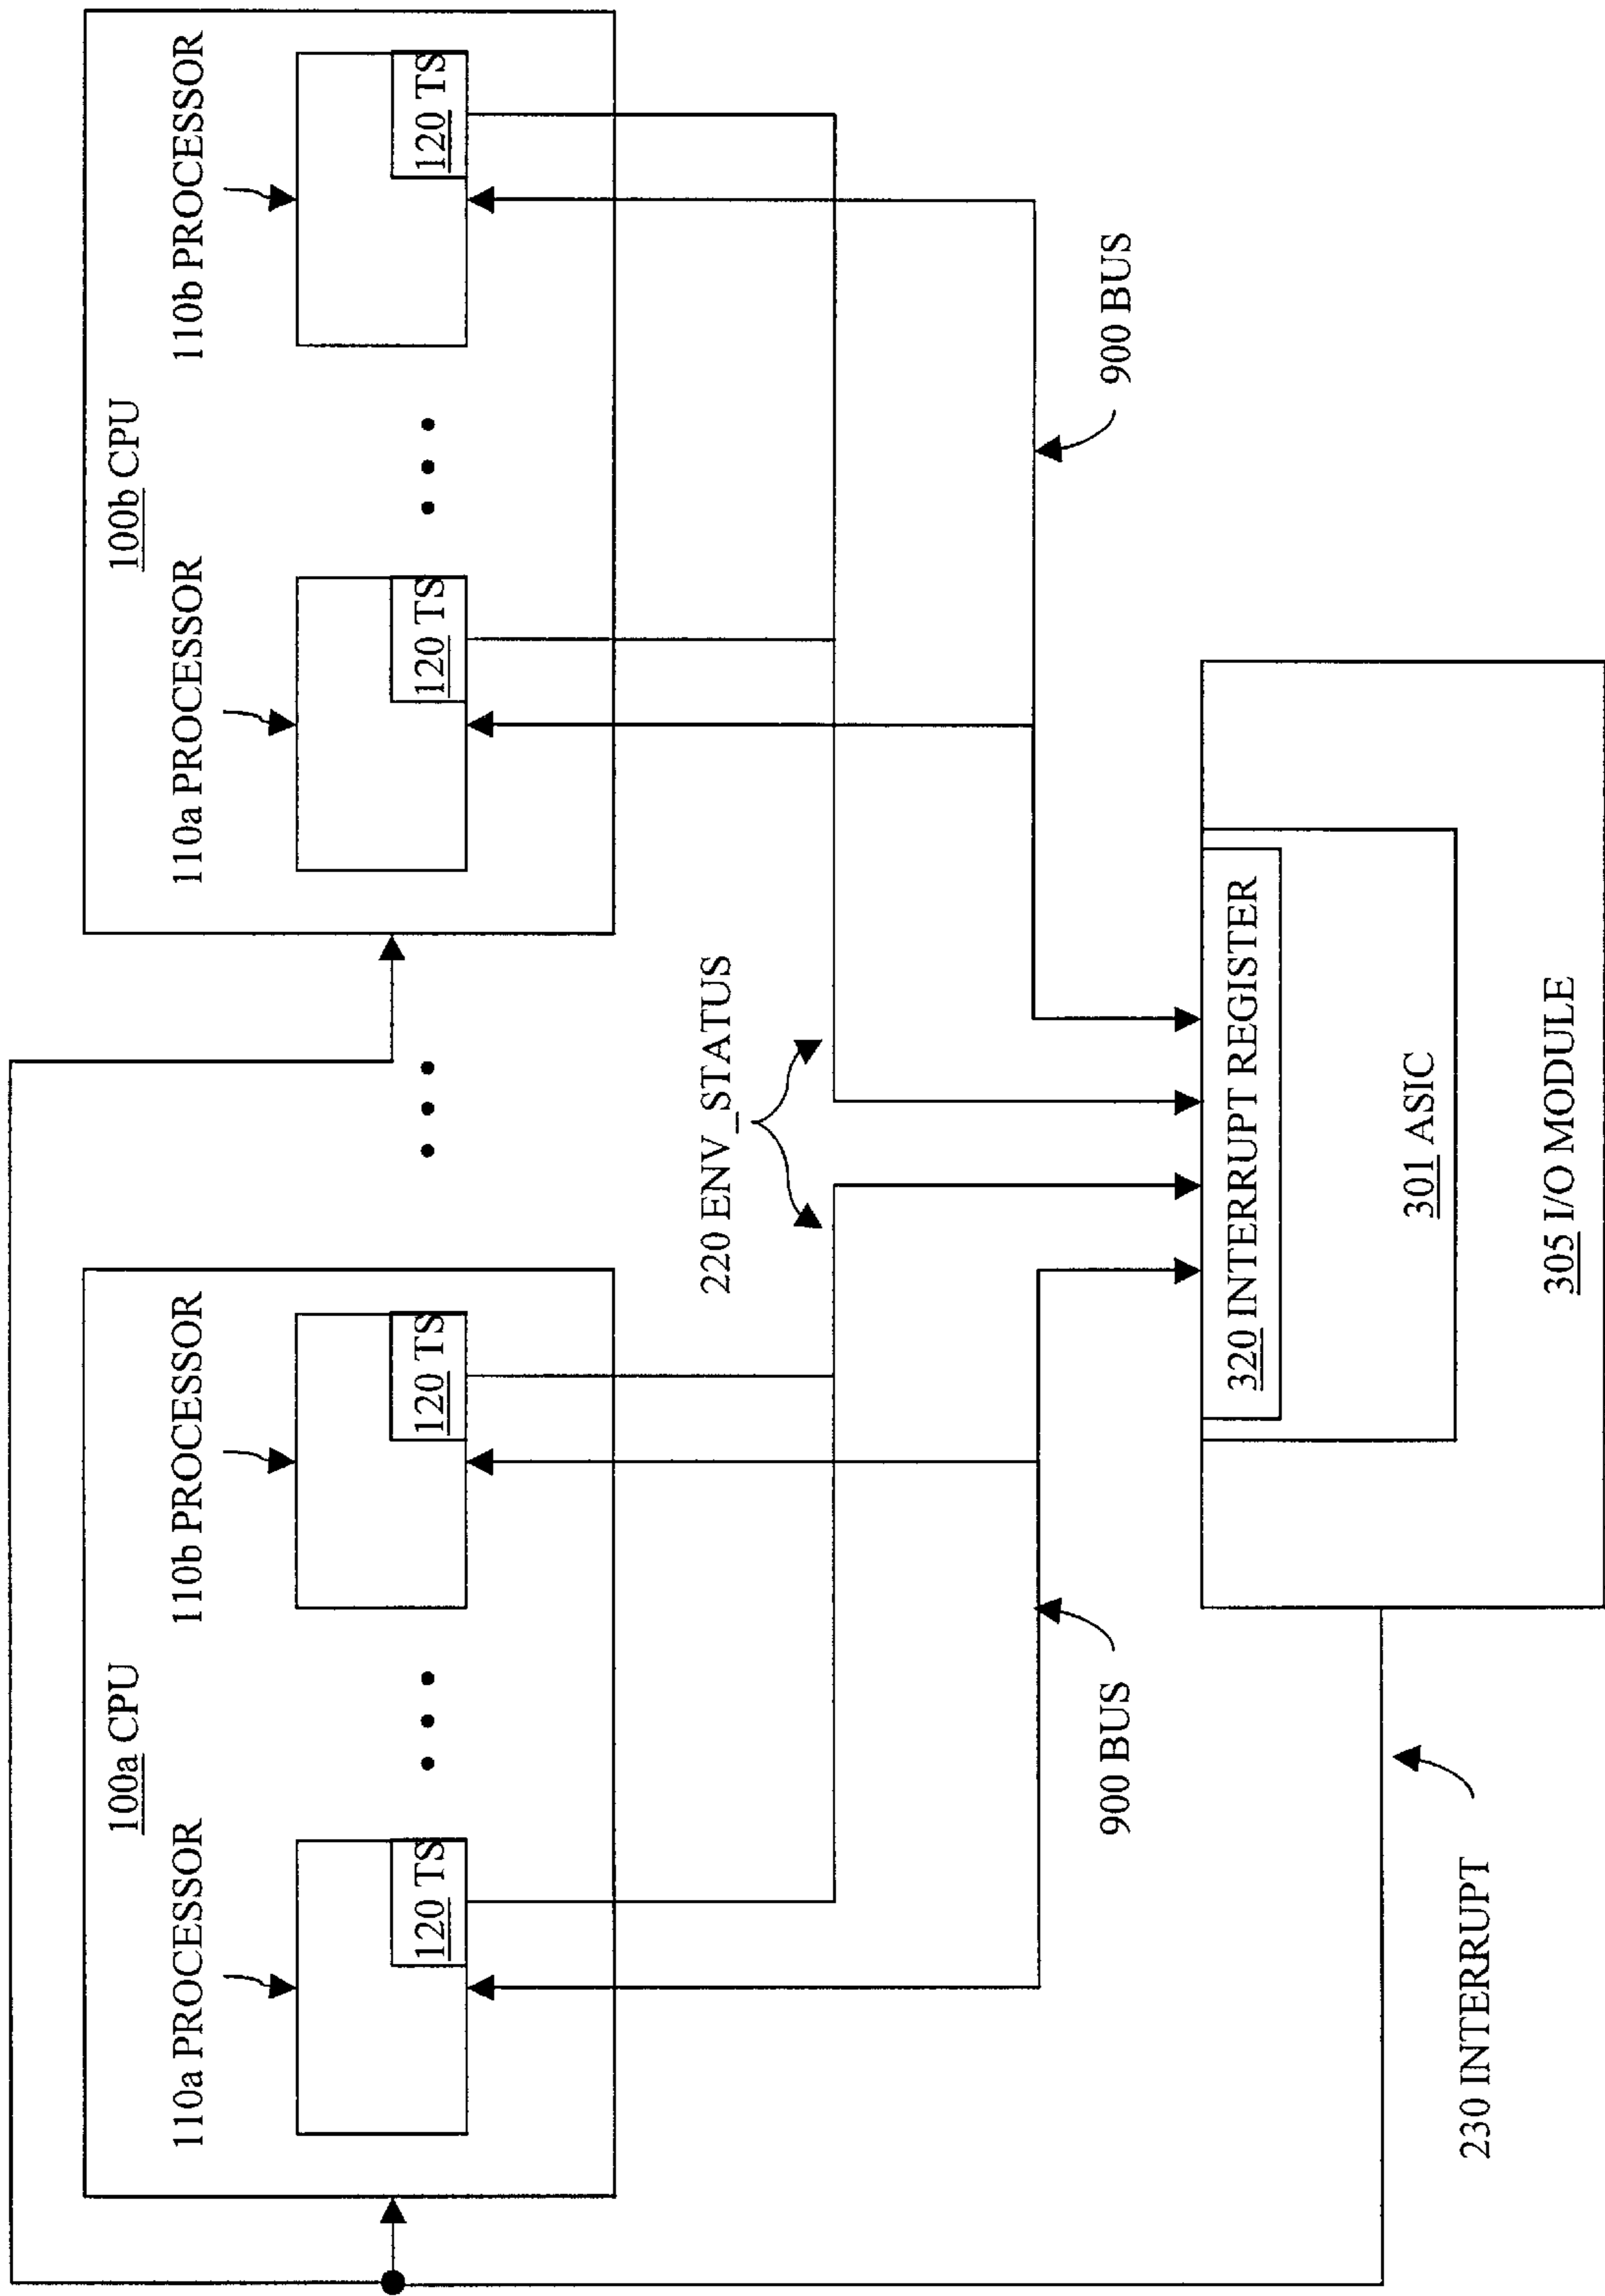 100a CPU
100b CPU
110a PROCESSOR
110b PROCESSOR
110a PROCESSOR
110b PROCESSOR
120 TS
120 TS
120 TS
120 TS
220 ENV_STATUS
900 BUS
900 BUS
320 INTERRUPT REGISTER
301 ASIC
305 I/O MODULE
230 INTERRUPT